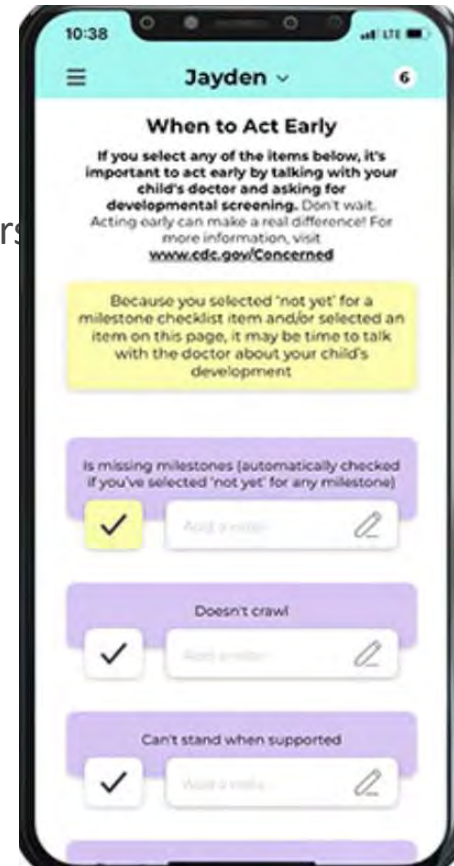 10:38
LTE
Jayden
6
When to Act Early
If you select any of the items below, it's
important to act early by talking with your
child's doctor and asking for
developmental screening. Don't wait.
Acting early can make a real difference! For
more information, visit
www.cdc.gov/Concerned
rs
Because you selected 'not yet' for a
milestone checklist item and/or selected an
item on this page, it may be time to talk
with the doctor about your child's
development
Is missing milestones (automatically checked
if you've selected 'not yet' for any milestone)
Add a note
Doesn't crawl
Add a note
Can't stand when supported
Add a note